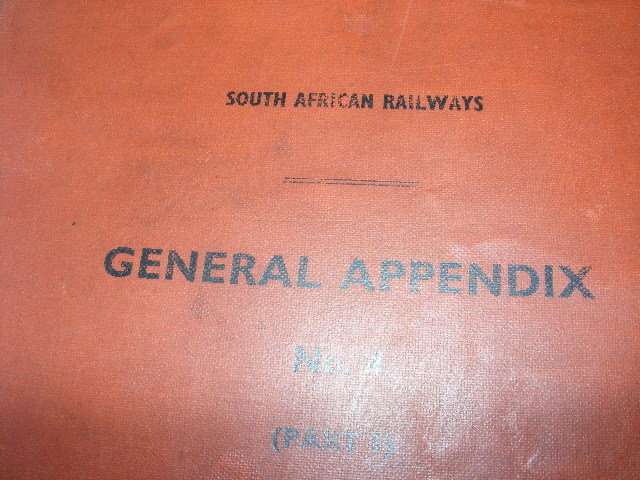 SOUTH AFRICAN RAILWAYS
GENERAL APPENDIX
No.
(PART